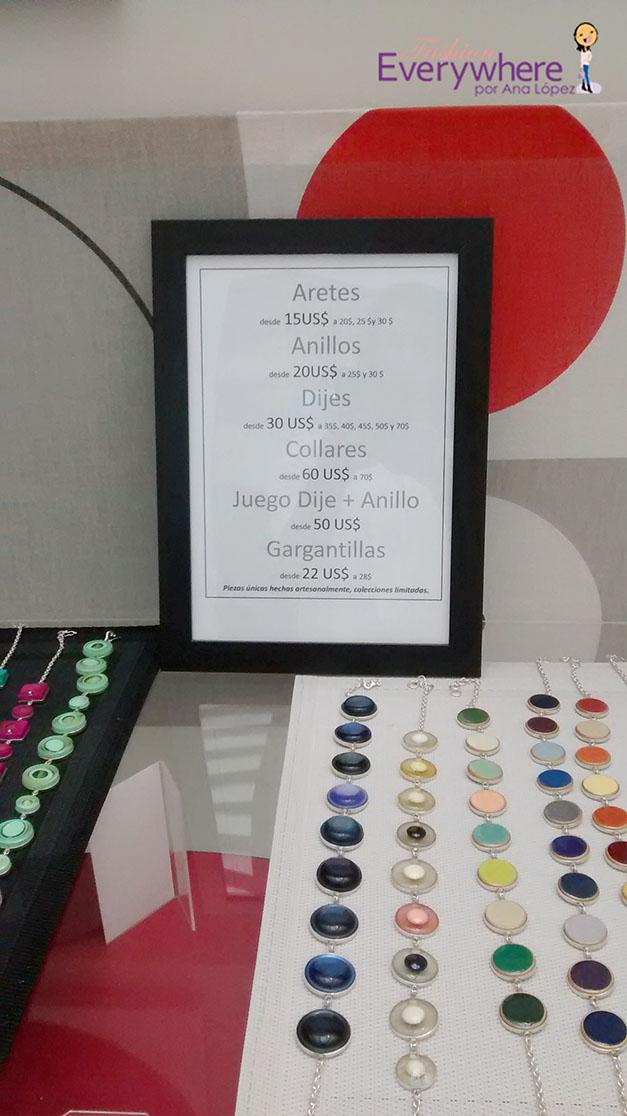 Fashion
Everywhere
por Ana López
Aretes
desde 15US$ a 20$, 25 $y 30 $
Anillos
desde 20US$ a 25$ y 30 $
Dijes
desde 30 US$ a 35$, 40$, 45$, 50$ y 70$
Collares
desde 60 US$ a 70$
Juego Dije + Anillo
desde 50 US$
Gargantillas
desde 22 US$ a 28$
Piezas únicas hechas artesanalmente, colecciones limitadas.